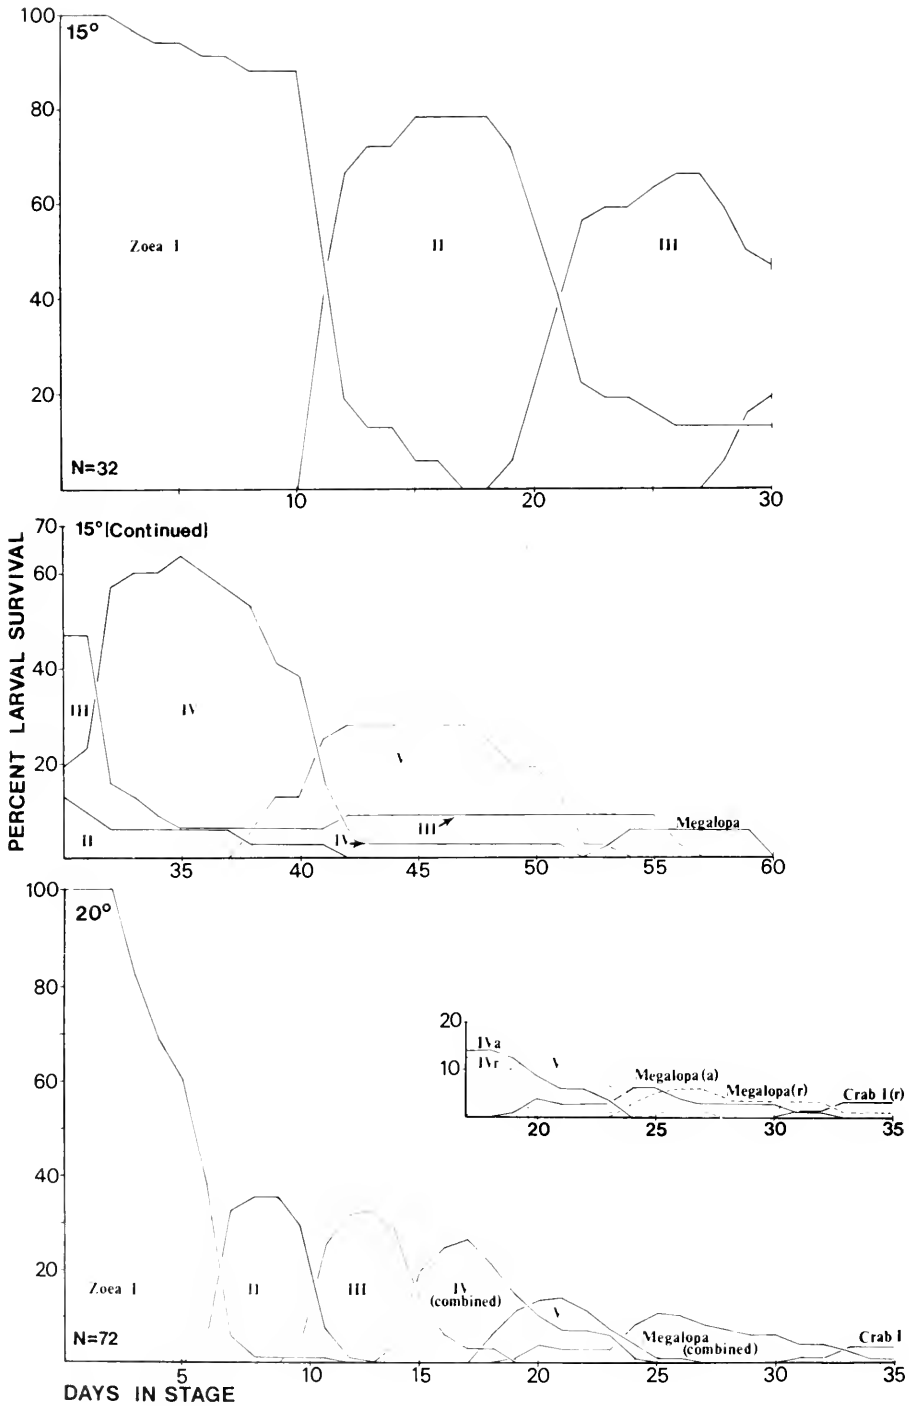 100
15°
80
60
Zoea I
II
III
40
20
N=32
10
20
30
PERCENT LARVAL SURVIVAL
70
15° (Continued)
60
40
III
IV
20
V
II
IV
III
Megalopa
35
40
45
50
55
60
100
20°
80
60
40
20
Zoea I
II
III
IV
(combined)
V
Megalopa
(combined)
Crab I
N=72
5
10
15
20
25
30
35
20
10
IVa
IVr
V
Megalopa(a)
Megalopa(r)
Crab I(r)
20
25
30
35
DAYS IN STAGE